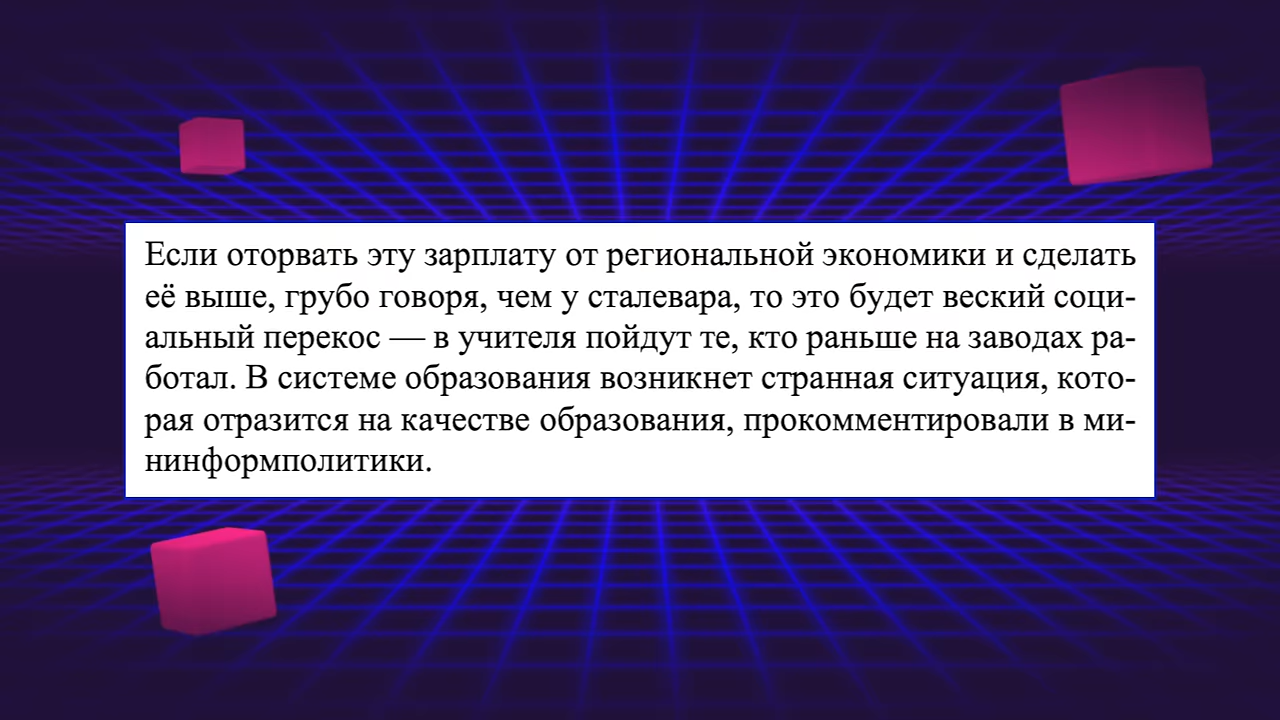 Если оторвать эту зарплату от региональной экономики и сделать
её выше, грубо говоря, чем у сталевара, то это будет веский соци-
альный перекос — в учителя пойдут те, кто раньше на заводах ра-
ботал. В системе образования возникнет странная ситуация, кото-
рая отразится на качестве образования, прокомментировали в ми-
нинформполитики.